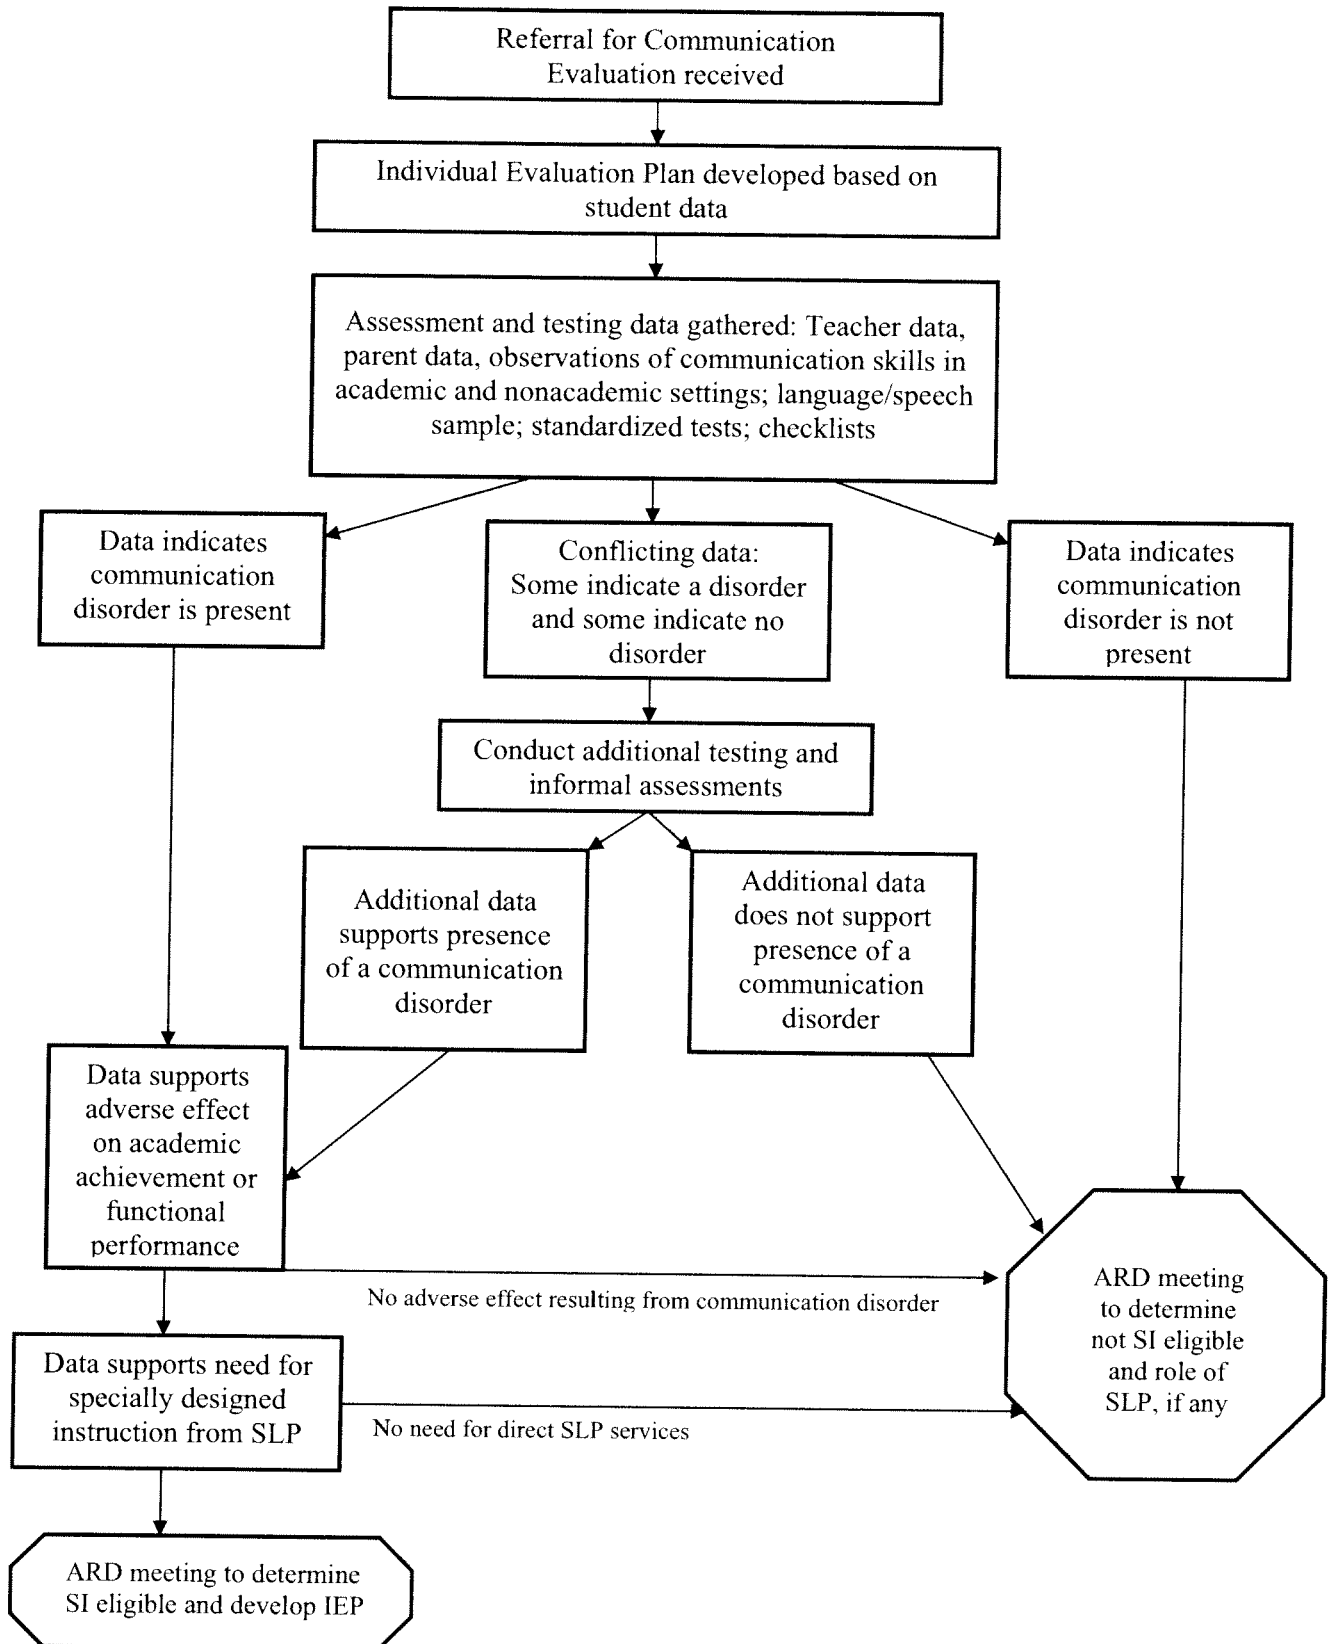 Referral for Communication
Evaluation received
Individual Evaluation Plan developed based on
student data
Assessment and testing data gathered: Teacher data,
parent data, observations of communication skills in
academic and nonacademic settings; language/speech
sample; standardized tests; checklists
Data indicates
communication
disorder is present
Conflicting data:
Some indicate a disorder
and some indicate no
disorder
Data indicates
communication
disorder is not
present
Conduct additional testing and
informal assessments
Additional data
supports presence
of a communication
disorder
Additional data
does not support
presence of a
communication
disorder
Data supports
adverse effect
on academic
achievement or
functional
performance
No adverse effect resulting from communication disorder
ARD meeting
to determine
not SI eligible
and role of
SLP, if any
Data supports need for
specially designed
instruction from SLP
No need for direct SLP services
ARD meeting to determine
SI eligible and develop IEP